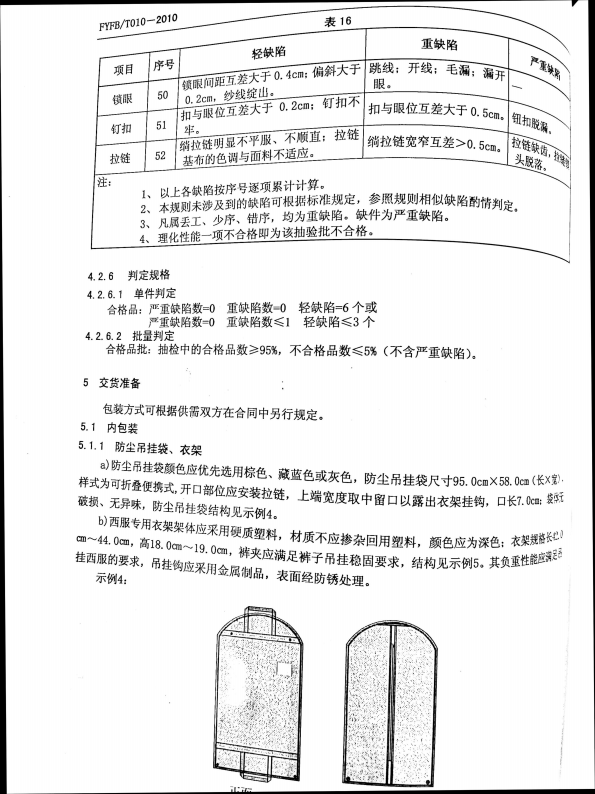 FYFB/T010—2010
表 16
项目 序号 轻缺陷 重缺陷 严重缺陷
锁眼 50 锁眼间距互差大于 0.4cm；偏斜大于 跳线；开线；毛漏；漏开 —
0.2cm，纱线绽出。 眼。
钉扣 51 扣与眼位互差大于 0.2cm；钉扣不 扣与眼位互差大于 0.5cm。 钮扣脱漏。
牢。
拉链 52 绱拉链明显不平服、不顺直；拉链 绱拉链宽窄互差＞0.5cm。 拉链缺齿，拉链
基布的色调与面料不适应。 头脱落。
注：
1、 以上各缺陷按序号逐项累计计算。
2、 本规则未涉及到的缺陷可根据标准规定，参照规则相似缺陷酌情判定。
3、 凡属丢工、少序、错序，均为重缺陷。缺件为严重缺陷。
4、 理化性能一项不合格即为该抽验批不合格。
4.2.6 判定规格
4.2.6.1 单件判定
合格品：严重缺陷数=0 重缺陷数=0 轻缺陷=6 个或
严重缺陷数=0 重缺陷数≤1 轻缺陷≤3 个
4.2.6.2 批量判定
合格品批：抽检中的合格品数≥95%，不合格品数≤5%（不含严重缺陷）。
5 交货准备
包装方式可根据供需双方在合同中另行规定。
5.1 内包装
5.1.1 防尘吊挂袋、衣架
a)防尘吊挂袋颜色应优先选用棕色、藏蓝色或灰色，防尘吊挂袋尺寸95.0cm×58.0cm(长×宽)，
样式为可折叠便携式，开口部位应安装拉链，上端宽度取中留口以露出衣架挂钩，口长7.0cm；袋体无
破损、无异味，防尘吊挂袋结构见示例4。
b)西服专用衣架架体应采用硬质塑料，材质不应掺杂回用塑料，颜色应为深色；衣架规格长42.0
cm～44.0cm，高18.0cm～19.0cm，裤夹应满足裤子吊挂稳固要求，结构见示例5。其负重性能应满足吊
挂西服的要求，吊挂钩应采用金属制品，表面经防锈处理。
示例4：